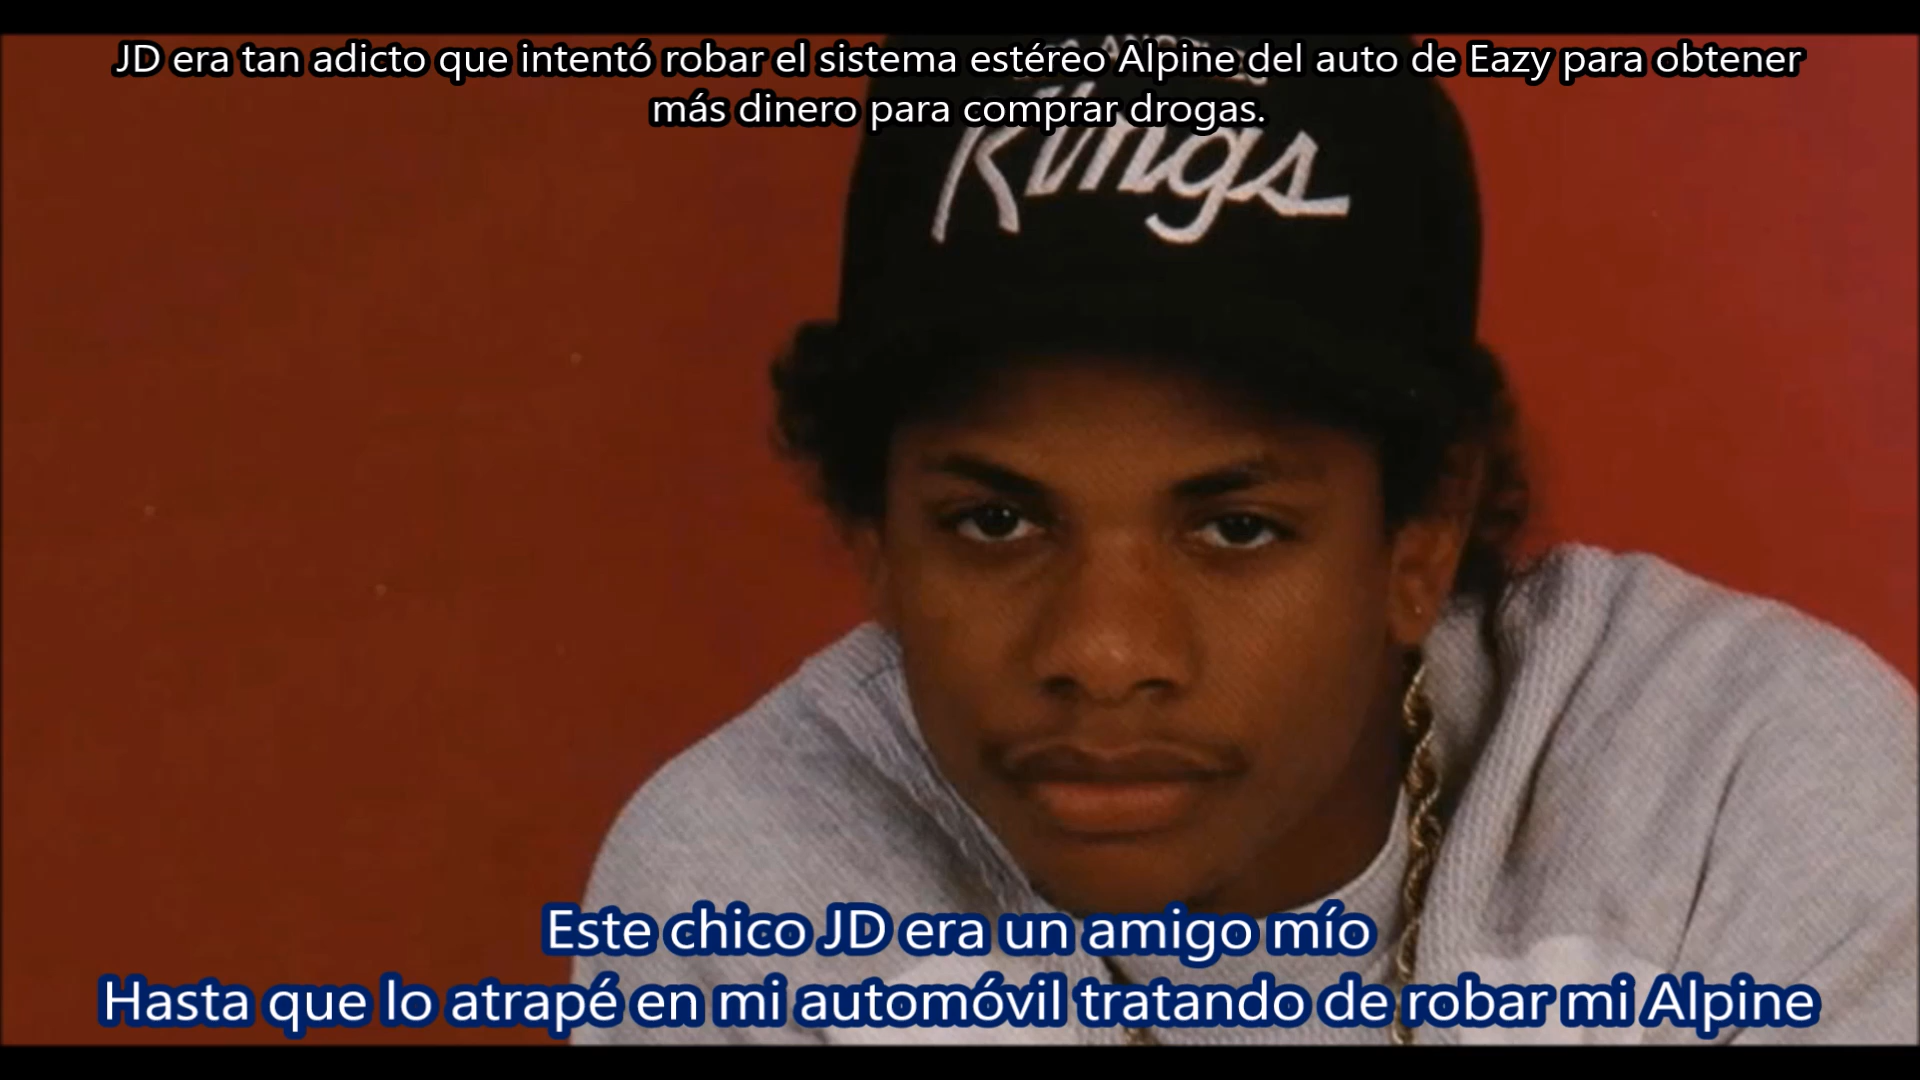 JD era tan adicto que intentó robar el sistema estéreo Alpine del auto de Eazy para obtener
más dinero para comprar drogas.
Kings
Este chico JD era un amigo mío
Hasta que lo atrapé en mi automóvil tratando de robar mi Alpine